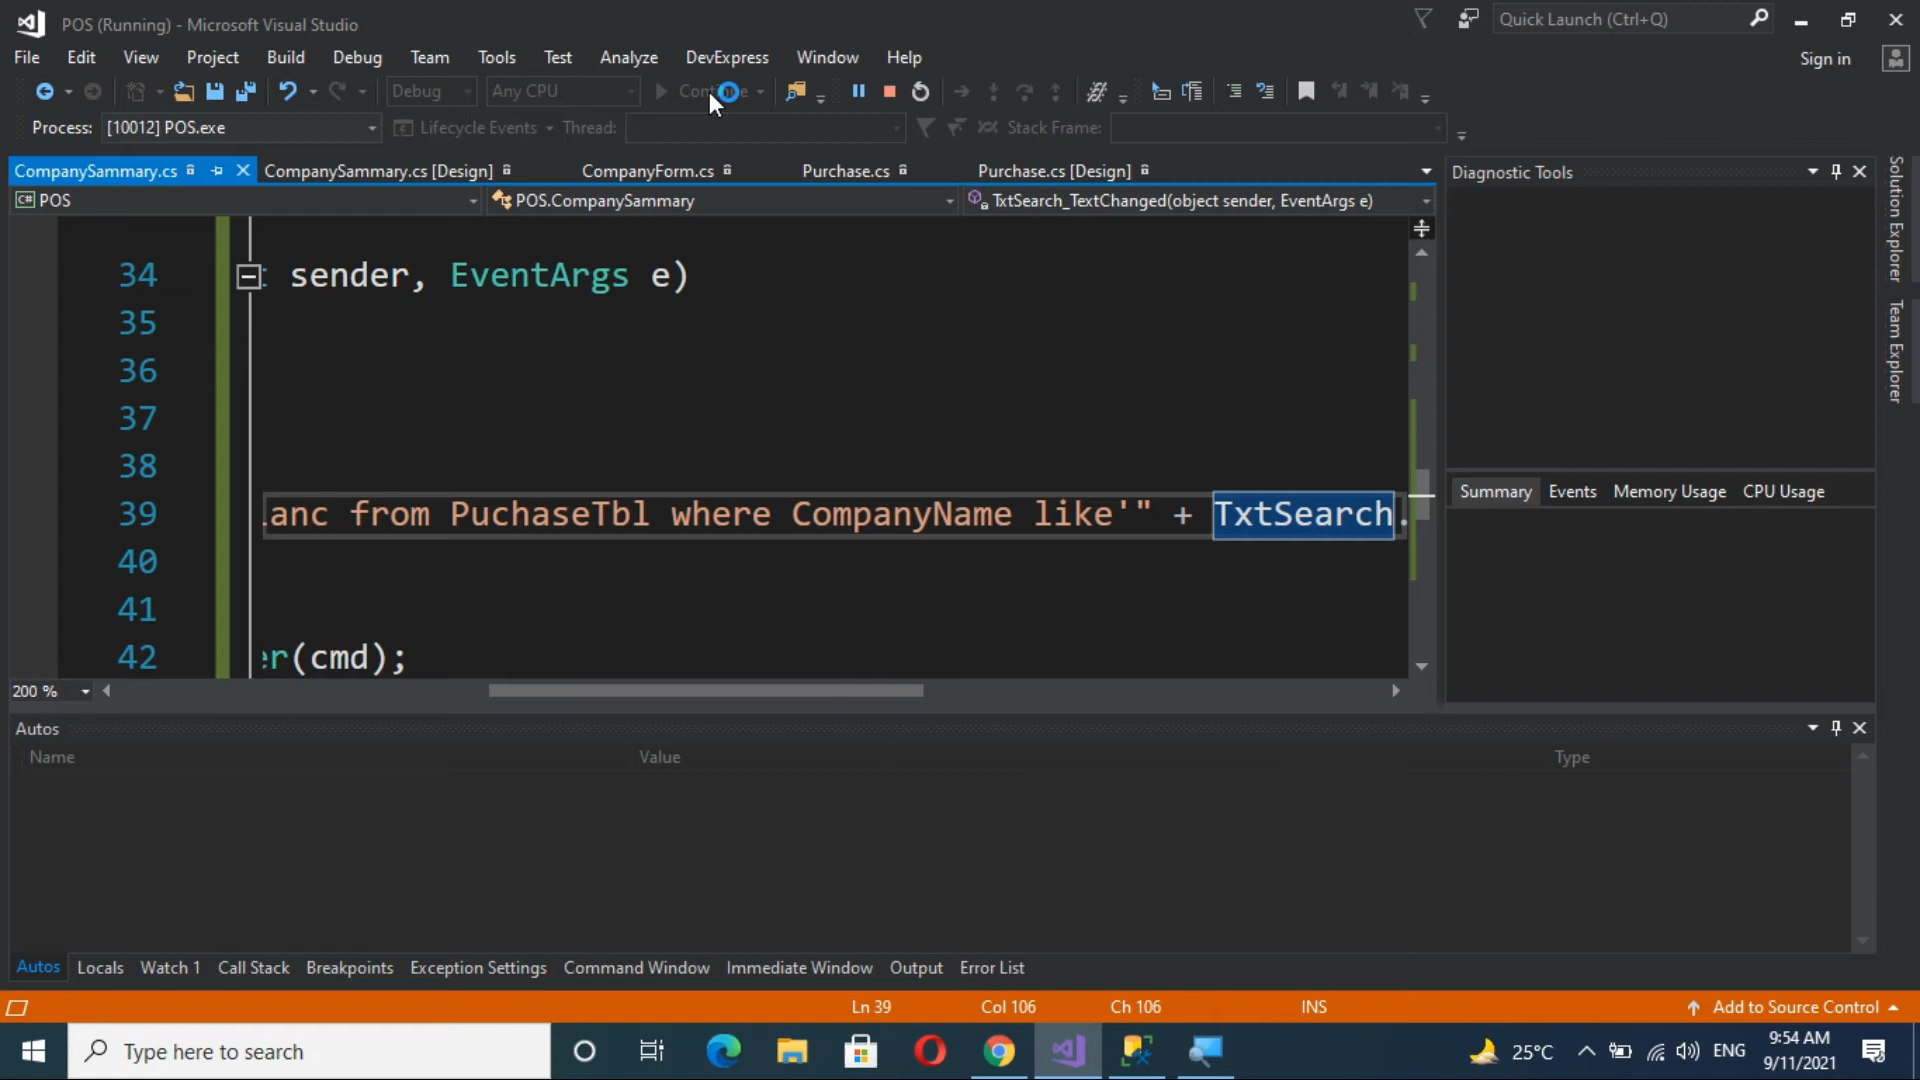 POS (Running) - Microsoft Visual Studio
Quick Launch (Ctrl+Q)
File Edit View Project Build Debug Team Tools Test Analyze DevExpress Window Help
Sign in
Debug Any CPU
Process: [10012] POS.exe Lifecycle Events Thread: Stack Frame:
CompanySammary.cs CompanySammary.cs [Design] CompanyForm.cs Purchase.cs Purchase.cs [Design]
Diagnostic Tools
POS POS.CompanySammary TxtSearch_TextChanged(object sender, EventArgs e)
Solution Explorer
Team Explorer
34 sender, EventArgs e)
35
36
37
38
39 lanc from PuchaseTbl where CompanyName like'" + TxtSearch.
40
41
42 er(cmd);
Summary Events Memory Usage CPU Usage
200 %
Autos
Name Value Type
Autos Locals Watch 1 Call Stack Breakpoints Exception Settings Command Window Immediate Window Output Error List
Ln 39 Col 106 Ch 106 INS Add to Source Control
Type here to search
25°C ENG
9:54 AM
9/11/2021